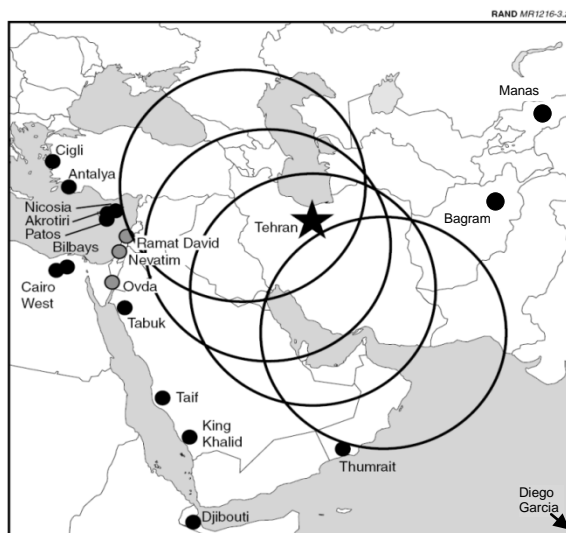 RAND MR1216-3.
Manas
Cigli
Antalya
Nicosia
Akrotiri
Patos
Bilbays
Ramat David
Nevatim
Tehran
Bagram
Cairo
West
Ovda
Tabuk
Taif
King
Khalid
Thumrait
Diego
Garcia
Djibouti